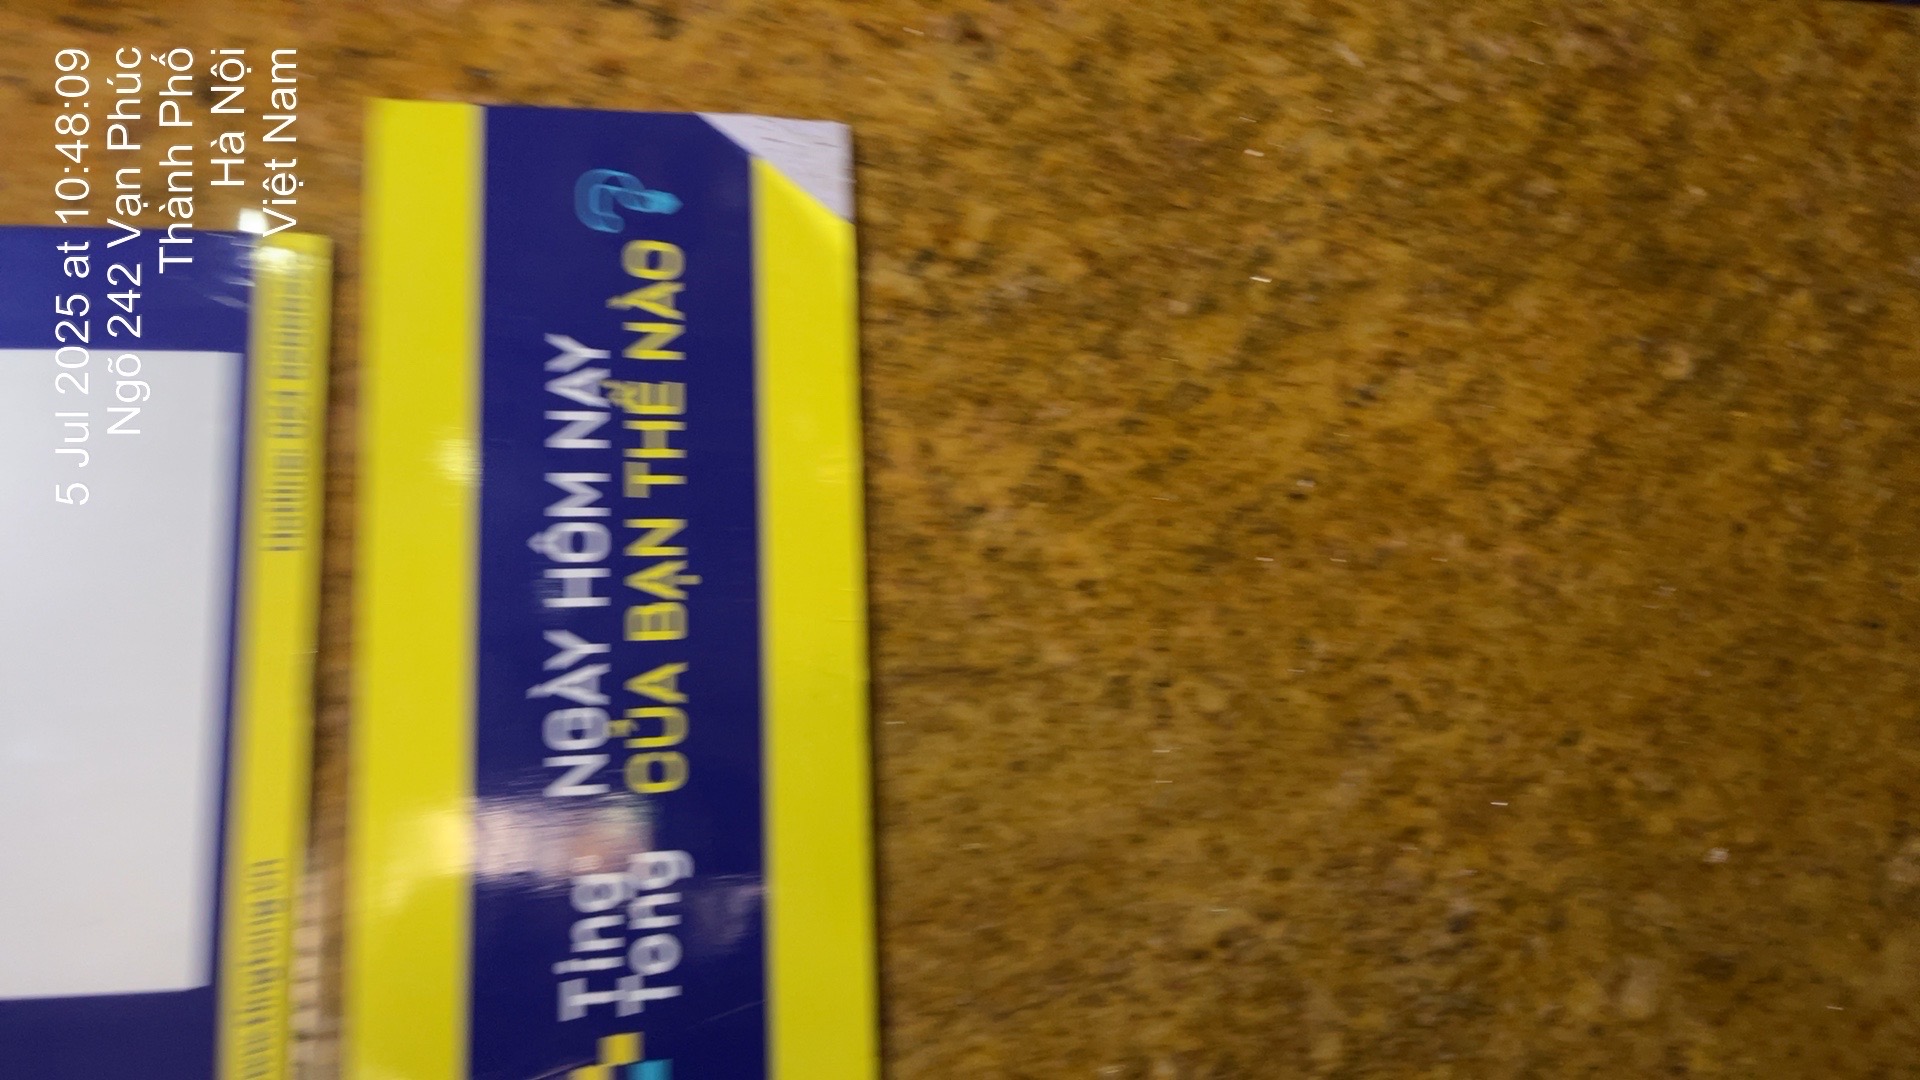 5 Jul 2025 at 10:48:09
Ngõ 242 Vạn Phúc
Thành Phố
Hà Nội
Việt Nam
Ting
Tong
NGÀY HÔM NAY
CỦA BẠN THẾ NÀO?